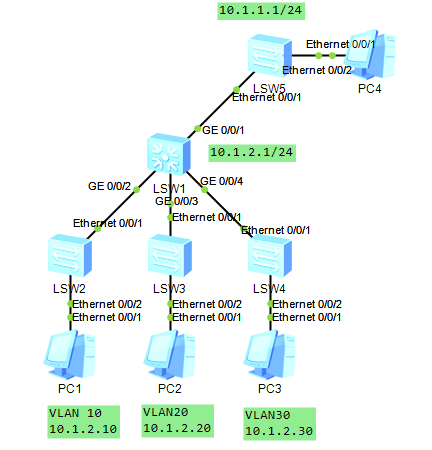 10.1.1.1/24
Ethernet 0/0/1
Ethernet 0/0/2
LSW5
PC4
Ethernet 0/0/1
GE 0/0/1
10.1.2.1/24
GE 0/0/2
LSW1
GE 0/0/4
GE 0/0/3
Ethernet 0/0/1
Ethernet 0/0/1
Ethernet 0/0/1
LSW2
LSW3
LSW4
Ethernet 0/0/2
Ethernet 0/0/2
Ethernet 0/0/2
Ethernet 0/0/1
Ethernet 0/0/1
Ethernet 0/0/1
PC1
PC2
PC3
VLAN 10
10.1.2.10
VLAN20
10.1.2.20
VLAN30
10.1.2.30